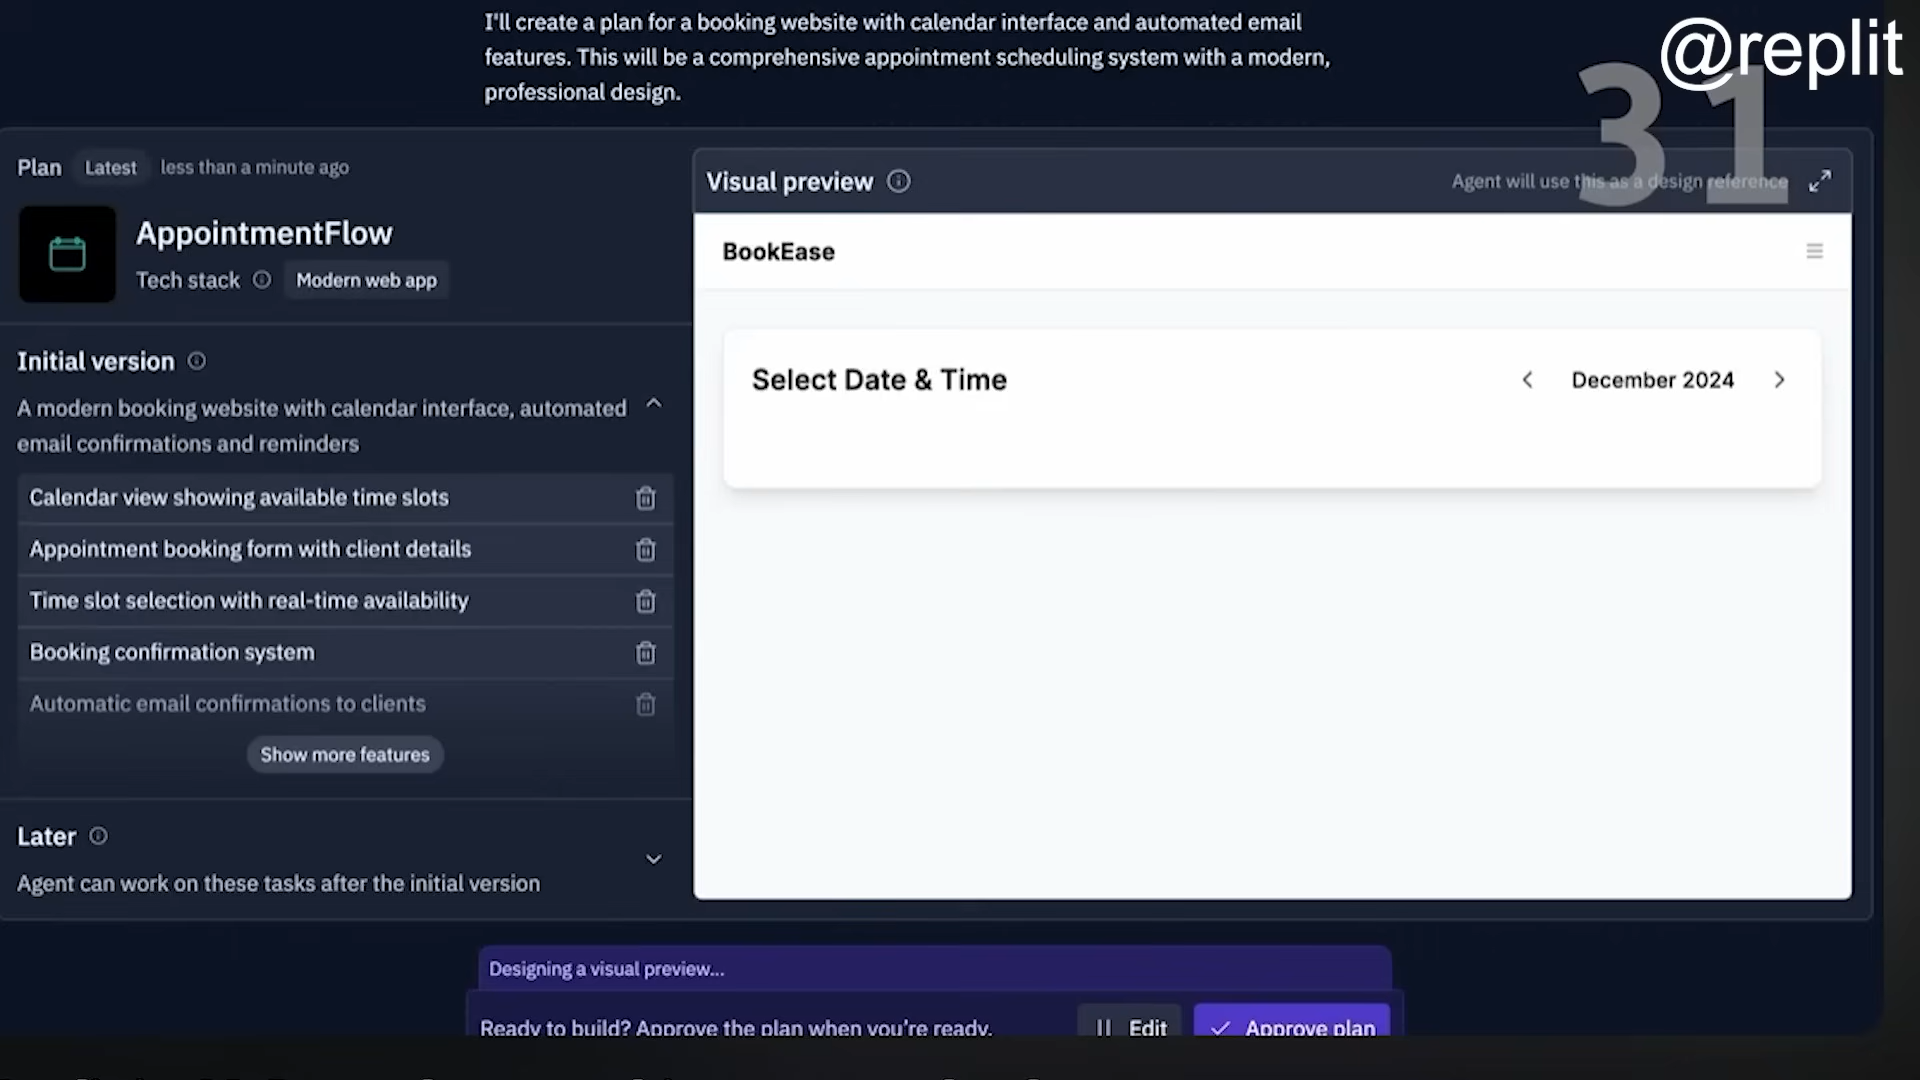 I'll create a plan for a booking website with calendar interface and automated email
features. This will be a comprehensive appointment scheduling system with a modern,
professional design.
@replit
31
Plan Latest less than a minute ago
AppointmentFlow
Tech stack Modern web app
Initial version
A modern booking website with calendar interface, automated
email confirmations and reminders
Calendar view showing available time slots
Appointment booking form with client details
Time slot selection with real-time availability
Booking confirmation system
Automatic email confirmations to clients
Show more features
Later
Agent can work on these tasks after the initial version
Visual preview
Agent will use this as a design reference
BookEase
Select Date & Time
December 2024
Designing a visual preview...
Ready to build? Approve the plan when you're ready.
Edit
Approve plan